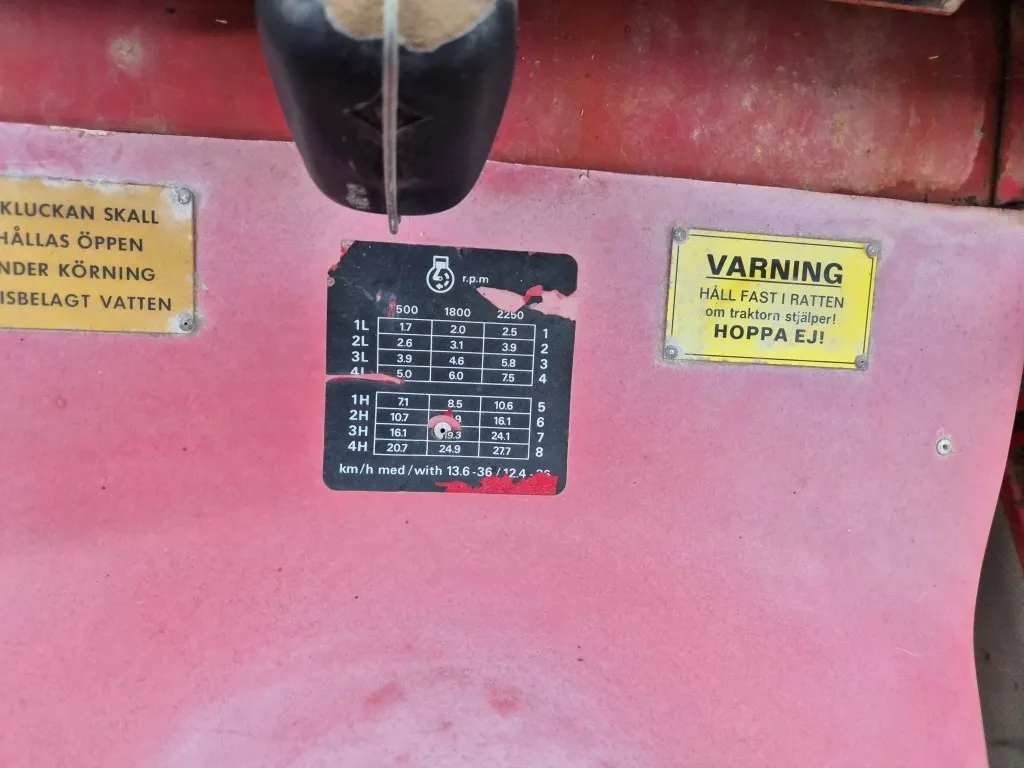 KLUCKAN SKALL
HÅLLAS ÖPPEN
NDER KÖRNING
ISBELAGT VATTEN
r.p.m
500 1800 2250
1L 1.7 2.0 2.5 1
2L 2.6 3.1 3.9 2
3L 3.9 4.6 5.8 3
4L 5.0 6.0 7.5 4
1H 7.1 8.5 10.6 5
2H 10.7 16.1 6
3H 16.1 19.3 24.1 7
4H 20.7 24.9 27.7 8
km/h med/with 13.6-36/12.4-36
VARNING
HÅLL FAST I RATTEN
om traktorn stjälper!
HOPPA EJ!